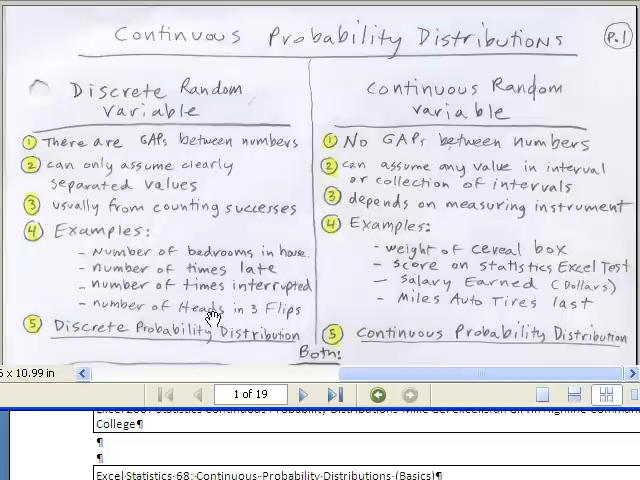 Continuous Probability Distributions
P.1
Discrete Random
Variable
① There are GAPs between numbers
② can only assume clearly
separated values
③ usually from counting successes
④ Examples:
- Number of bedrooms in house
- number of times late
- number of times interrupted
- number of Heads in 3 Flips
⑤ Discrete Probability Distribution
Continuous Random
variable
① No GAPs between numbers
② can assume any value in interval
or collection of intervals
③ depends on measuring instrument
④ Examples:
- weight of cereal box
- Score on Statistics Excel Test
- Salary Earned (Dollars)
- Miles Auto Tires last
⑤ Continuous Probability Distribution
Both:
x 10.99 in
1 of 19
College¶
¶
¶
Excel Statistics 68: Continuous Probability Distributions (Basics)¶